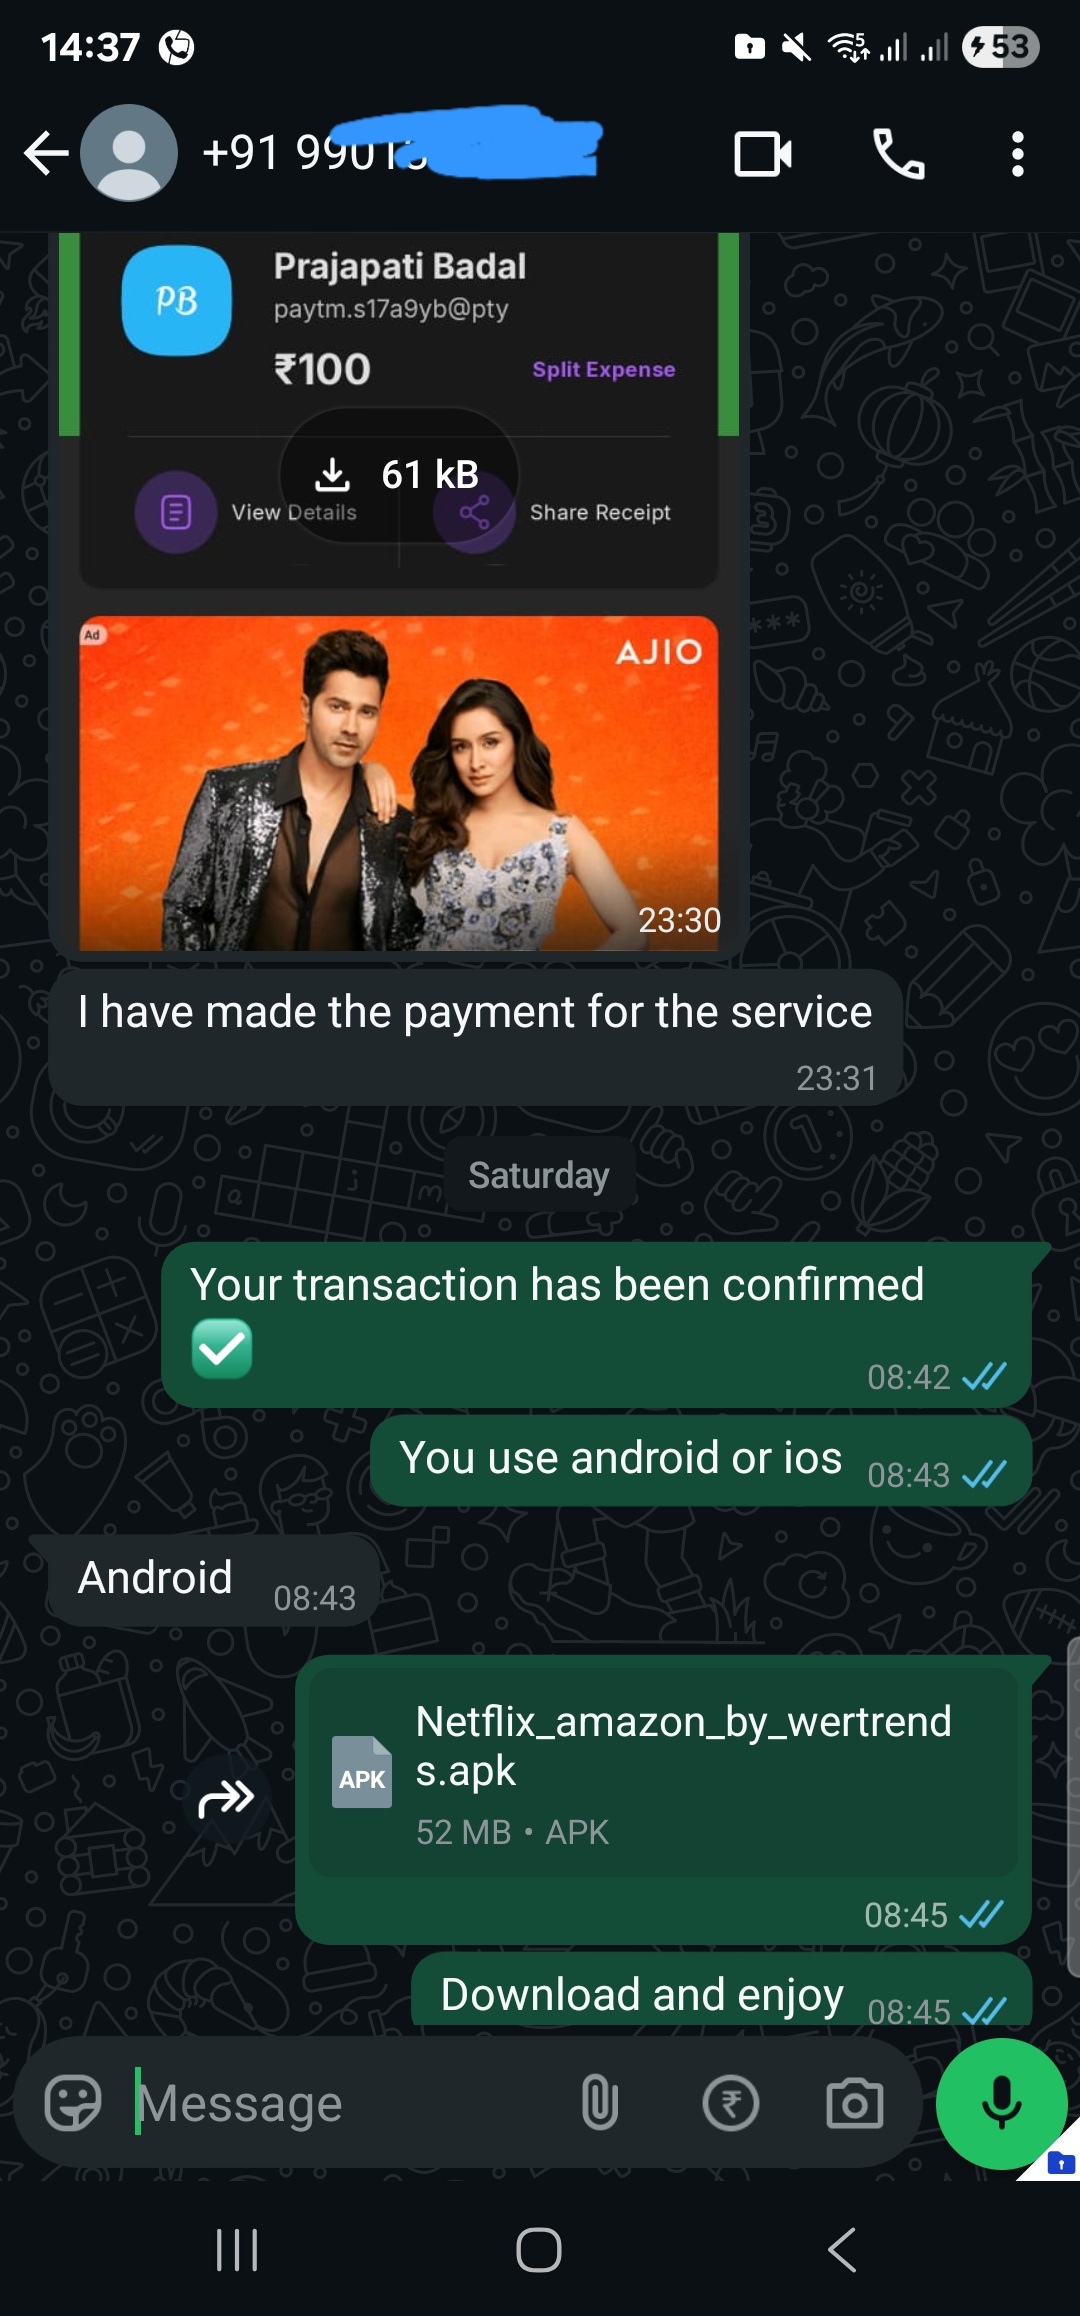 14:37
5
53
+91 9901
PB
Prajapati Badal
paytm.s17a9yb@pty
₹100
Split Expense
61 kB
View Details
Share Receipt
Ad
AJIO
23:30
I have made the payment for the service
23:31
Saturday
Your transaction has been confirmed
✅
08:42
You use android or ios
08:43
Android
08:43
APK
Netflix_amazon_by_wertrend
s.apk
52 MB • APK
08:45
Download and enjoy
08:45
Message
₹